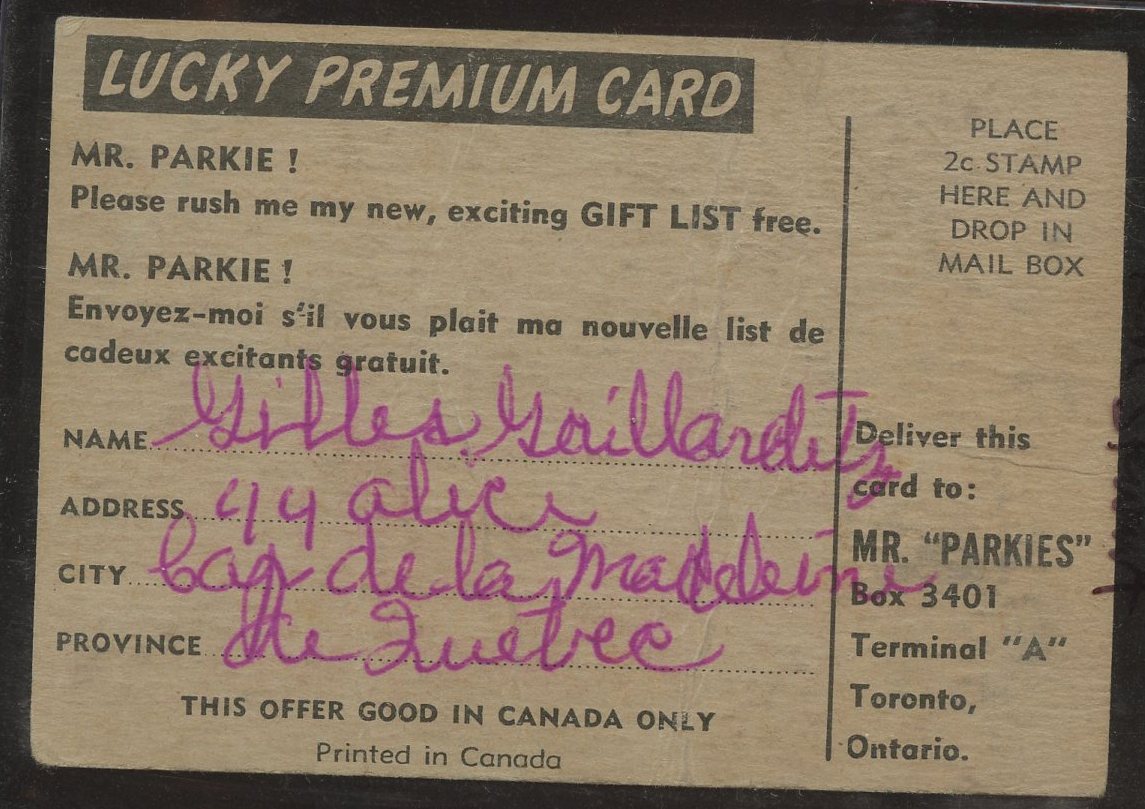 LUCKY PREMIUM CARD
MR. PARKIE !
Please rush me my new, exciting GIFT LIST free.
MR. PARKIE !
Envoyez-moi s'il vous plait ma nouvelle list de
cadeux excitants gratuit.
NAME Gilles Gaillardetz
ADDRESS 44 alice
CITY Cap de la Madeleine
PROVINCE Quebec
THIS OFFER GOOD IN CANADA ONLY
Printed in Canada
PLACE
2c STAMP
HERE AND
DROP IN
MAIL BOX
Deliver this
card to:
MR. "PARKIES"
Box 3401
Terminal "A"
Toronto,
Ontario.